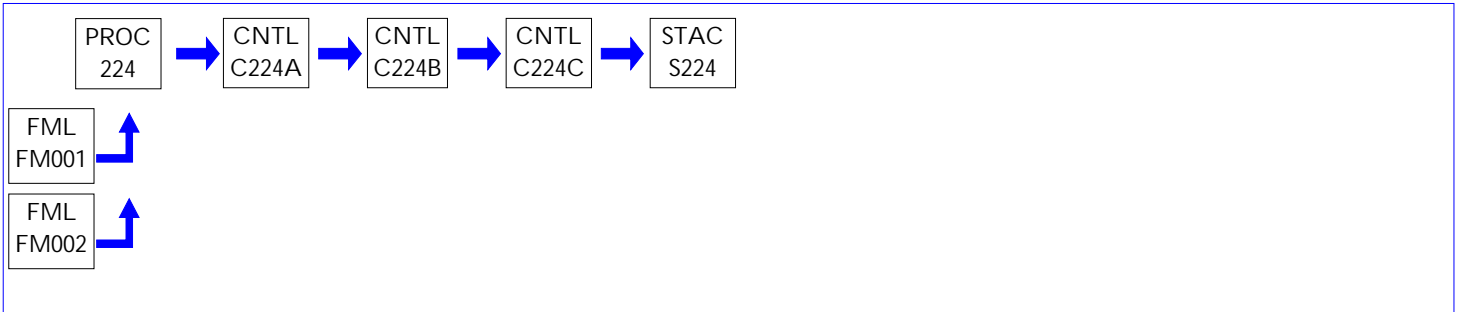 PROC
224
CNTL
C224A
CNTL
C224B
CNTL
C224C
STAC
S224
FML
FM001
FML
FM002